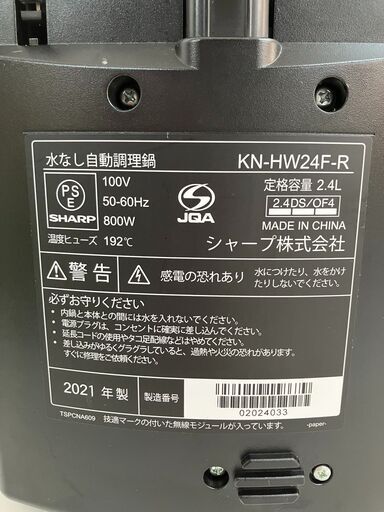 水なし自動調理鍋 KN-HW24F-R
PS
E
SHARP
100V
50-60Hz
800W
JQA
定格容量 2.4L
2.4DS/OF4
MADE IN CHINA
温度ヒューズ 192℃
シャープ株式会社
警告 感電の恐れあり
水につけたり、水をかけ
たりしないでください。
必ずお守りください
• 内鍋と本体との間には水を入れないでください。
• 電源プラグは、コンセントに確実に差し込んでください。
• 延長コードの使用やタコ足配線などはやめてください。
• 差し込みがゆるくグラグラしていると、過熱や火災の恐れがあります。
すぐに修理をご依頼ください。
2021 年製 製造番号
02024033
TSPCNA609 技適マークの付いた無線モジュールが入っています。 -paper-